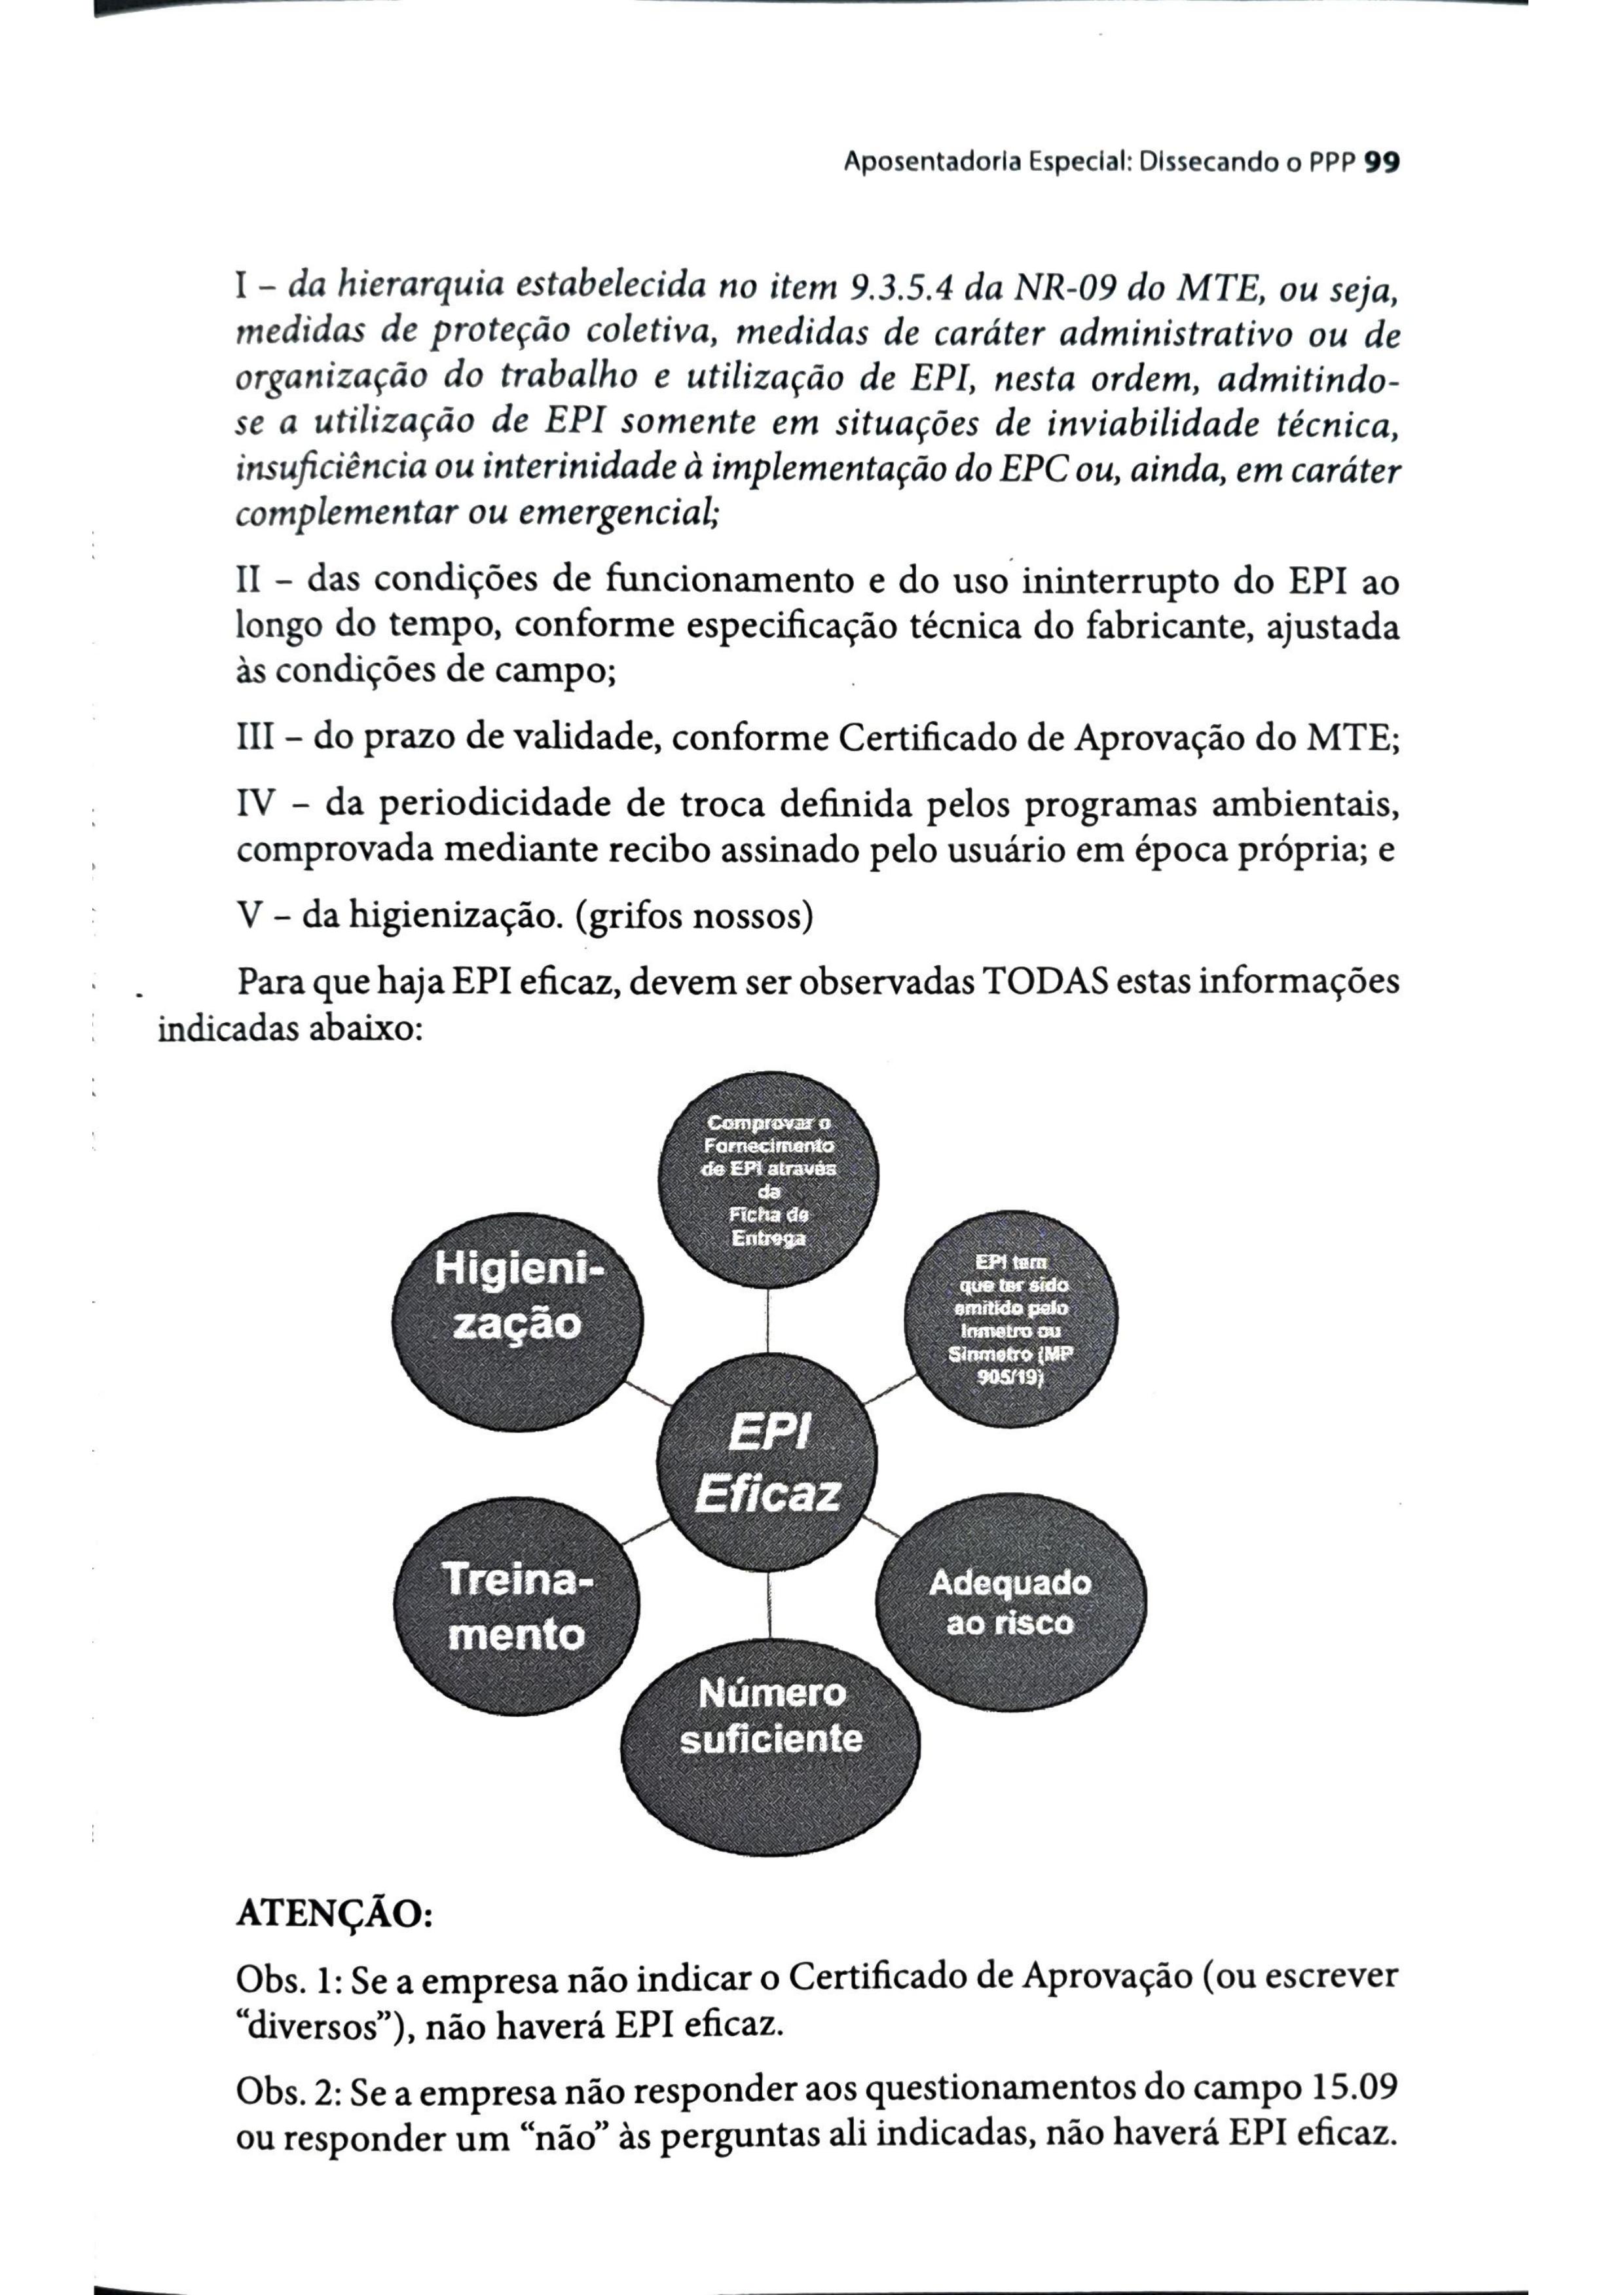 Aposentadoria Especial: Dissecando o PPP 99
I – da hierarquia estabelecida no item 9.3.5.4 da NR-09 do MTE, ou seja,
medidas de proteção coletiva, medidas de caráter administrativo ou de
organização do trabalho e utilização de EPI, nesta ordem, admitindo-
se a utilização de EPI somente em situações de inviabilidade técnica,
insuficiência ou interinidade à implementação do EPC ou, ainda, em caráter
complementar ou emergencial;
II – das condições de funcionamento e do uso ininterrupto do EPI ao
longo do tempo, conforme especificação técnica do fabricante, ajustada
às condições de campo;
III – do prazo de validade, conforme Certificado de Aprovação do MTE;
IV – da periodicidade de troca definida pelos programas ambientais,
comprovada mediante recibo assinado pelo usuário em época própria; e
V – da higienização. (grifos nossos)
Para que haja EPI eficaz, devem ser observadas TODAS estas informações
indicadas abaixo:
Comprovar o
Fornecimento
de EPI através
da
Ficha de
Entrega
EPI tem
que ter sido
emitido pelo
Inmetro ou
Sinmetro (MP
905/19)
Adequado
ao risco
Número
suficiente
Treina-
mento
Higieni-
zação
EPI
Eficaz
ATENÇÃO:
Obs. 1: Se a empresa não indicar o Certificado de Aprovação (ou escrever
“diversos”), não haverá EPI eficaz.
Obs. 2: Se a empresa não responder aos questionamentos do campo 15.09
ou responder um “não” às perguntas ali indicadas, não haverá EPI eficaz.